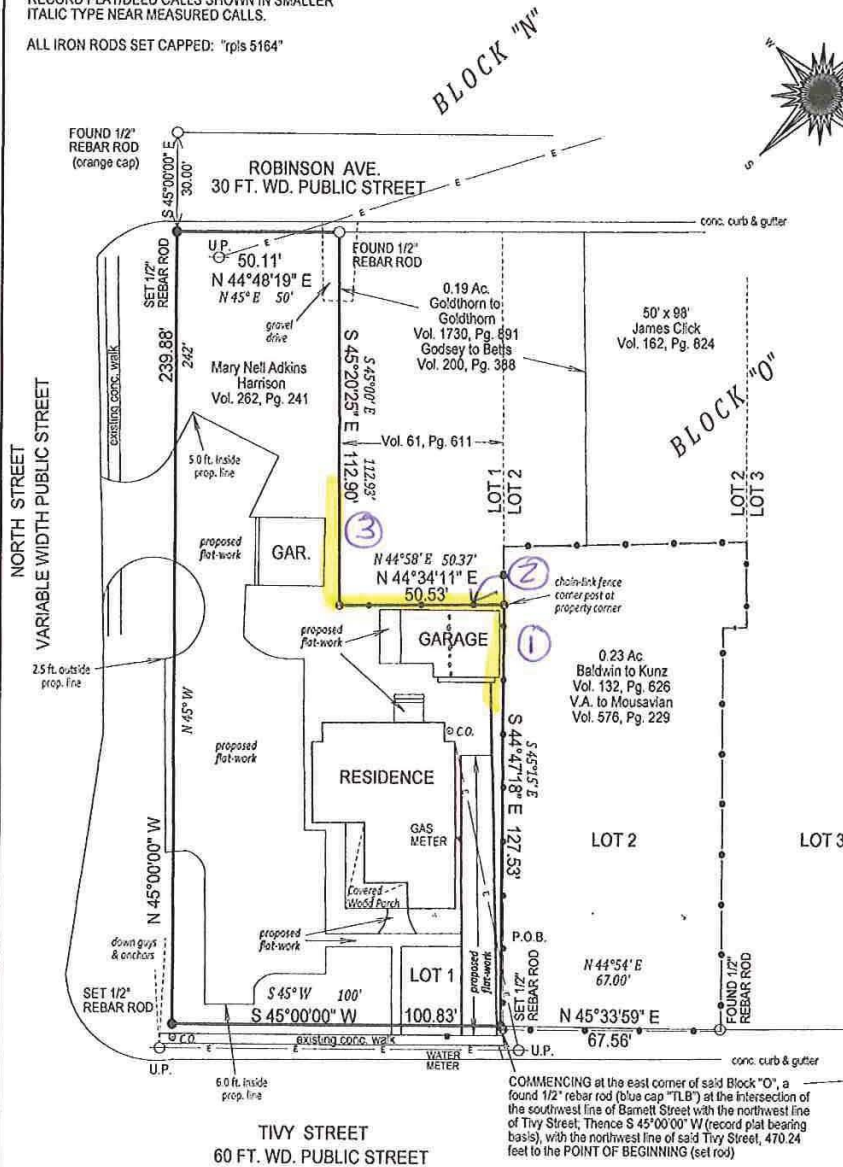 RECORD PLAT/DEED CALLS SHOWN IN SMALLER
ITALIC TYPE NEAR MEASURED CALLS.
ALL IRON RODS SET CAPPED: "rpls 5164"
BLOCK "N"
W
S
FOUND 1/2"
REBAR ROD
(orange cap)
S 45°00'00" E
30.00'
ROBINSON AVE.
30 FT. WD. PUBLIC STREET
E
E
E
E
conc. curb & gutter
SET 1/2"
REBAR ROD
U.P.
50.11'
N 44°48'19" E
N 45° E 50'
FOUND 1/2"
REBAR ROD
gravel
drive
0.19 Ac.
Goldthorn to
Goldthorn
Vol. 1730, Pg. 891
Godsey to Betts
Vol. 200, Pg. 388
50' x 98'
James Click
Vol. 162, Pg. 824
BLOCK "O"
239.88'
242'
existing conc. walk
Mary Nell Adkins
Harrison
Vol. 262, Pg. 241
S 45°00' E 112.93'
S 45°20'25" E 112.90'
Vol. 61, Pg. 611
LOT 1
LOT 2
LOT 2
LOT 3
NORTH STREET
VARIABLE WIDTH PUBLIC STREET
5.0 ft. inside
prop. line
proposed
flat-work
GAR.
3
N 44°58' E 50.37'
N 44°34'11" E
50.53'
2
chain-link fence
corner post at
property corner
1
proposed
flat-work
GARAGE
0.23 Ac.
Baldwin to Kunz
Vol. 132, Pg. 626
V.A. to Mousavian
Vol. 576, Pg. 229
2.5 ft. outside
prop. line
N 45° W
proposed
flat-work
C.O.
E
S 45°15' E
S 44°47'18" E 127.53'
RESIDENCE
GAS
METER
E
E
LOT 2
LOT 3
N 45°00'00" W
Covered
Wood Porch
down guys
& anchors
proposed
flat-work
proposed
flat-work
P.O.B.
SET 1/2"
REBAR ROD
LOT 1
N 44°54' E
67.00'
FOUND 1/2"
REBAR ROD
SET 1/2"
REBAR ROD
S 45° W 100'
S 45°00'00" W 100.83'
N 45°33'59" E
67.56'
C.O.
existing conc. walk
E
E
E
E
U.P.
WATER
METER
U.P.
conc. curb & gutter
6.0 ft. inside
prop. line
COMMENCING at the east corner of said Block "O", a
found 1/2" rebar rod (blue cap "TLB") at the intersection of
the southwest line of Barnett Street with the northwest line
of Tivy Street; Thence S 45°00'00" W (record plat bearing
basis), with the northwest line of said Tivy Street, 470.24
feet to the POINT OF BEGINNING (set rod)
TIVY STREET
60 FT. WD. PUBLIC STREET